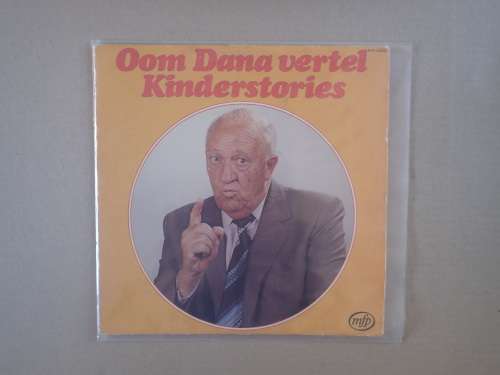 Oom Dana vertel
Kinderstories
mfp